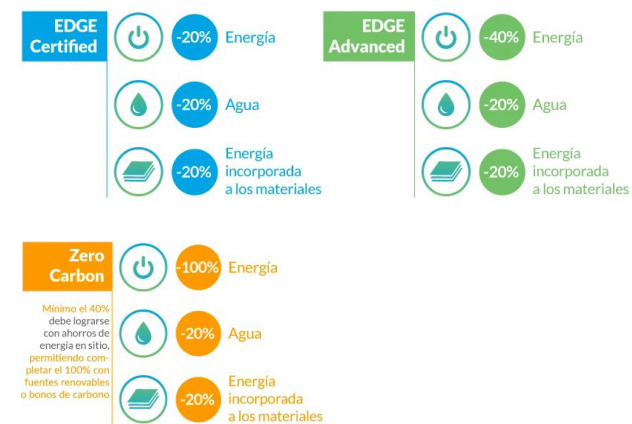 EDGE
Certified
-20%
Energía
-20%
Agua
-20%
Energía
incorporada
a los materiales
EDGE
Advanced
-40%
Energía
-20%
Agua
-20%
Energía
incorporada
a los materiales
Zero
Carbon
Mínimo el 40%
debe lograrse
con ahorros de
energía en sitio,
permitiendo com-
pletar el 100% con
fuentes renovables
o bonos de carbono
-100%
Energía
-20%
Agua
-20%
Energía
incorporada
a los materiales